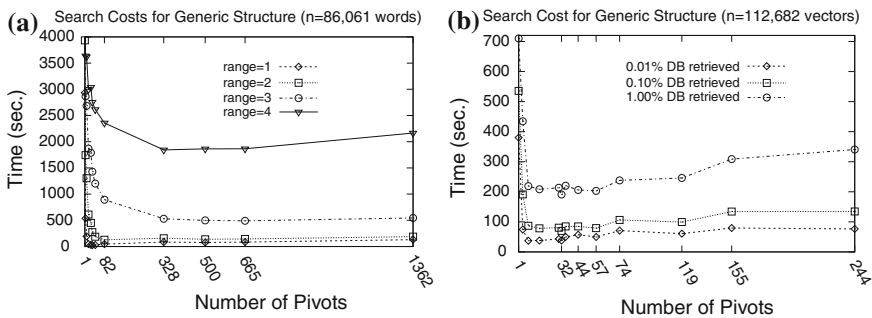 (a)
Search Costs for Generic Structure (n=86,061 words)
4000
3500
3000
2500
2000
1500
1000
500
0
Time (sec.)
range=1
range=2
range=3
range=4
1
82
328
500
665
1362
Number of Pivots
(b)
Search Cost for Generic Structure (n=112,682 vectors)
700
600
500
400
300
200
100
0
Time (sec.)
0.01% DB retrieved
0.10% DB retrieved
1.00% DB retrieved
1
32
44
57
74
119
155
244
Number of Pivots